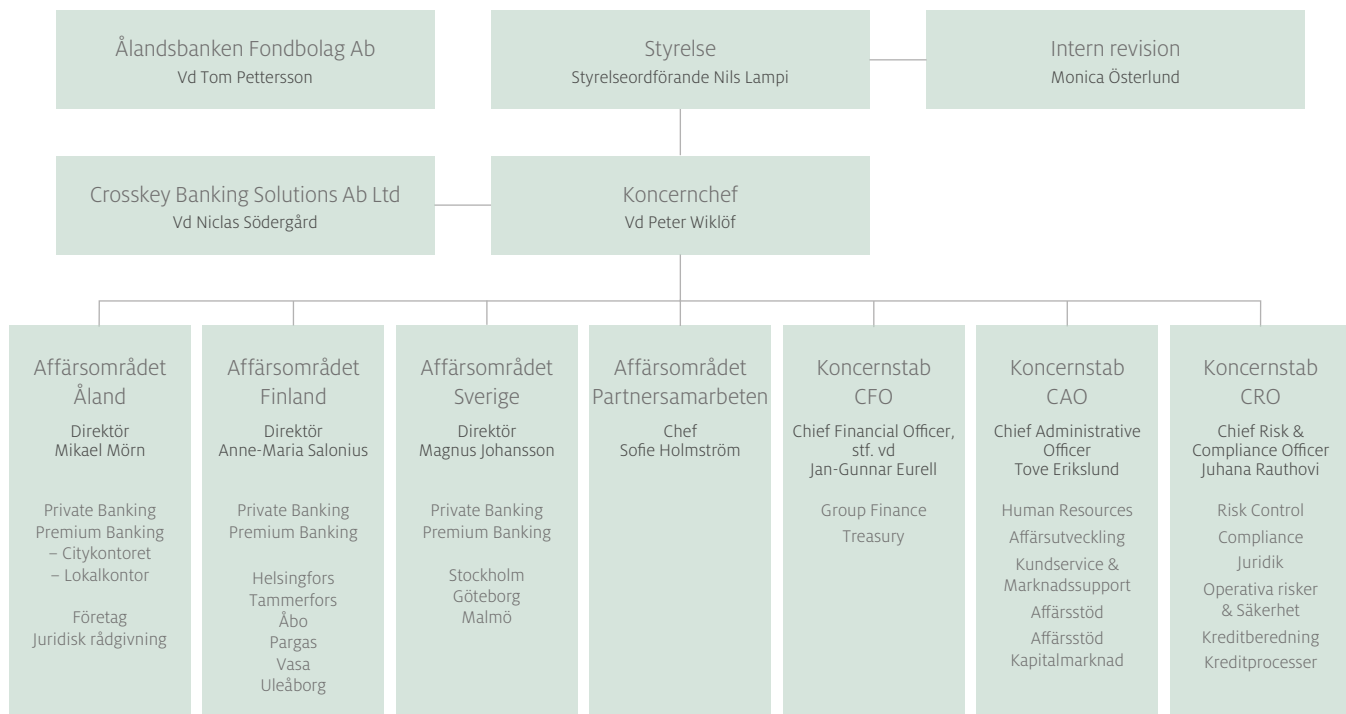 Ålandsbanken Fondbolag Ab
Vd Tom Pettersson
Styrelse
Styrelseordförande Nils Lampi
Intern revision
Monica Österlund
Crosskey Banking Solutions Ab Ltd
Vd Niclas Södergård
Koncernchef
Vd Peter Wiklöf
Affärsområdet
Åland
Direktör
Mikael Mörn
Private Banking
Premium Banking
– Citykontoret
– Lokalkontor
Företag
Juridisk rådgivning
Affärsområdet
Finland
Direktör
Anne-Maria Salonius
Private Banking
Premium Banking
Helsingfors
Tammerfors
Åbo
Pargas
Vasa
Uleåborg
Affärsområdet
Sverige
Direktör
Magnus Johansson
Private Banking
Premium Banking
Stockholm
Göteborg
Malmö
Affärsområdet
Partnersamarbeten
Chef
Sofie Holmström
Koncernstab
CFO
Chief Financial Officer,
stf. vd
Jan-Gunnar Eurell
Group Finance
Treasury
Koncernstab
CAO
Chief Administrative
Officer
Tove Erikslund
Human Resources
Affärsutveckling
Kundservice &
Marknadssupport
Affärsstöd
Affärsstöd
Kapitalmarknad
Koncernstab
CRO
Chief Risk &
Compliance Officer
Juhana Rauthovi
Risk Control
Compliance
Juridik
Operativa risker
& Säkerhet
Kreditberedning
Kreditprocesser